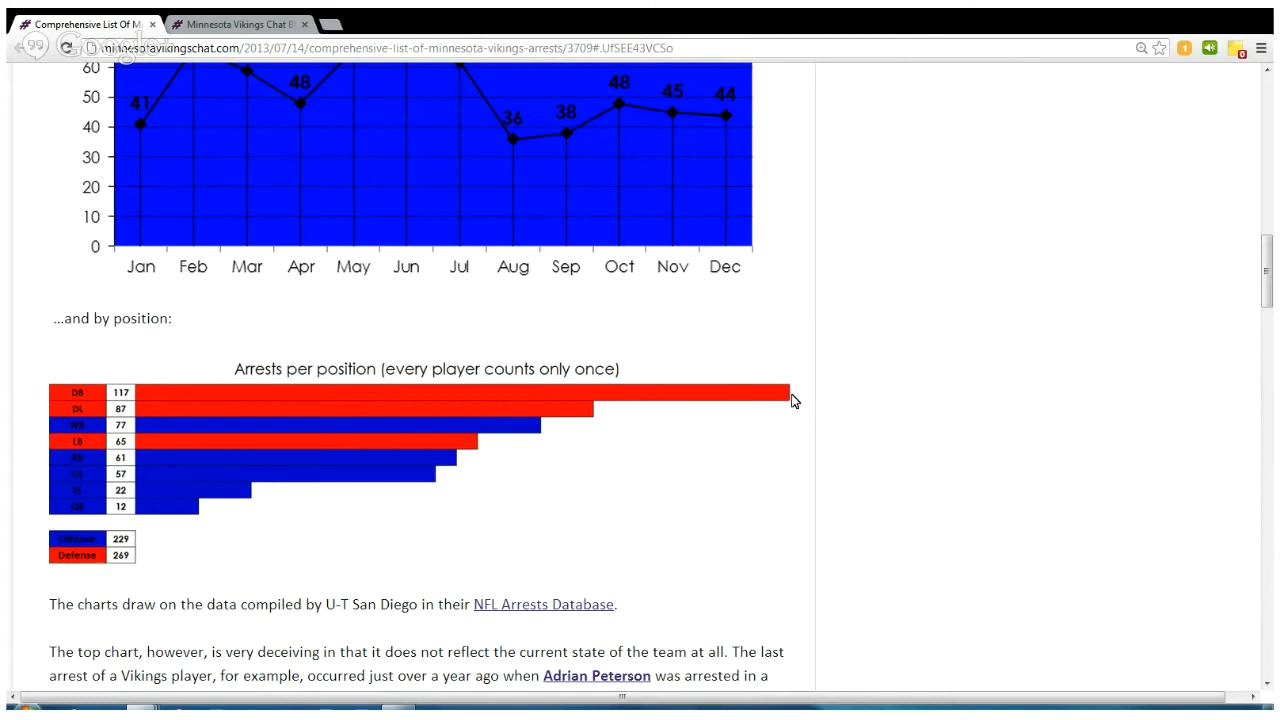 Comprehensive List Of Mi
Minnesota Vikings Chat B
minnesotavikingschat.com/2013/07/14/comprehensive-list-of-minnesota-vikings-arrests/3709#.UfSEE43VCSo
Google+
60
50
40
30
20
10
0
41
48
36
38
48
45
44
Jan Feb Mar Apr May Jun Jul Aug Sep Oct Nov Dec
...and by position:
Arrests per position (every player counts only once)
DB 117
DL 87
WR 77
LB 65
RB 61
OL 57
TE 22
QB 12
Offense 229
Defense 269
The charts draw on the data compiled by U-T San Diego in their NFL Arrests Database.
The top chart, however, is very deceiving in that it does not reflect the current state of the team at all. The last
arrest of a Vikings player, for example, occurred just over a year ago when Adrian Peterson was arrested in a